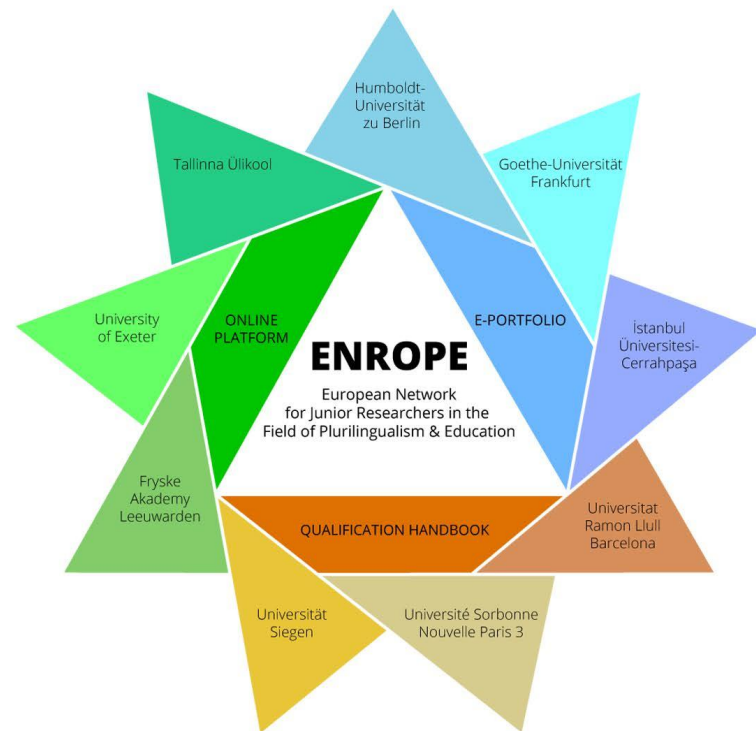 Humboldt-
Universität
zu Berlin
Goethe-Universität
Frankfurt
İstanbul
Üniversitesi-
Cerrahpaşa
Universitat
Ramon Llull
Barcelona
Université Sorbonne
Nouvelle Paris 3
Universität
Siegen
Fryske
Akademy
Leeuwarden
University
of Exeter
Tallinna Ülikool
ONLINE
PLATFORM
E-PORTFOLIO
QUALIFICATION HANDBOOK
ENROPE
European Network
for Junior Researchers in the
Field of Plurilingualism & Education